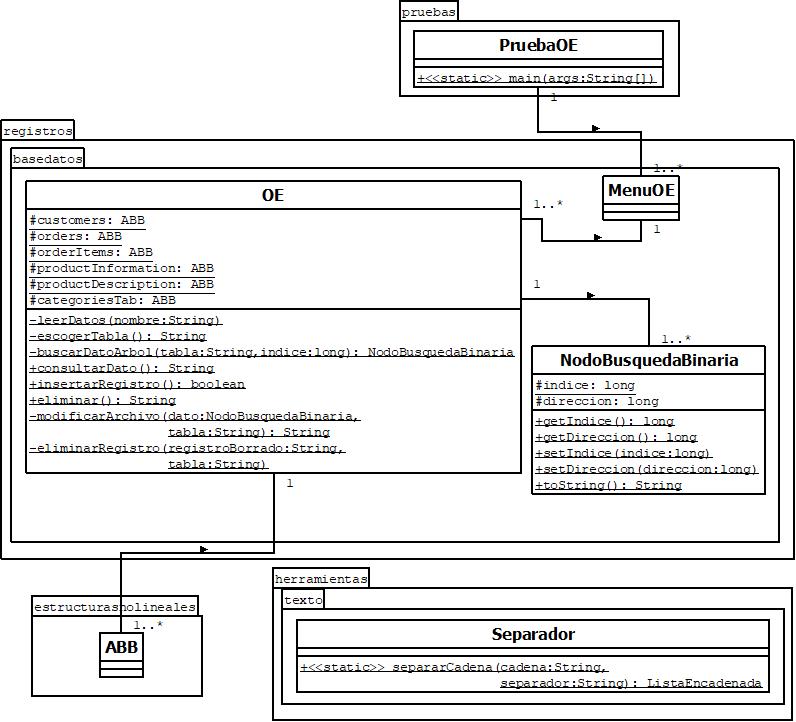 pruebas
PruebaOE
+<<static>> main(args:String[])
1
1..*
registros
basedatos
MenuOE
1
1..*
OE
#customers: ABB
#orders: ABB
#orderItems: ABB
#productInformation: ABB
#productDescription: ABB
#categoriesTab: ABB
-leerDatos(nombre:String)
-escogerTabla(): String
-buscarDatoArbol(tabla:String,indice:long): NodoBusquedaBinaria
+consultarDato(): String
+insertarRegistro(): boolean
+eliminar(): String
-modificarArchivo(dato:NodoBusquedaBinaria,
tabla:String): String
-eliminarRegistro(registroBorrado:String,
tabla:String)
1
1..*
NodoBusquedaBinaria
#indice: long
#direccion: long
+getIndice(): long
+getDireccion(): long
+setIndice(indice:long)
+setDireccion(direccion:long)
+toString(): String
1
estructurasnolineales
1..*
ABB
herramientas
texto
Separador
+<<static>> separarCadena(cadena:String,
separador:String): ListaEncadenada